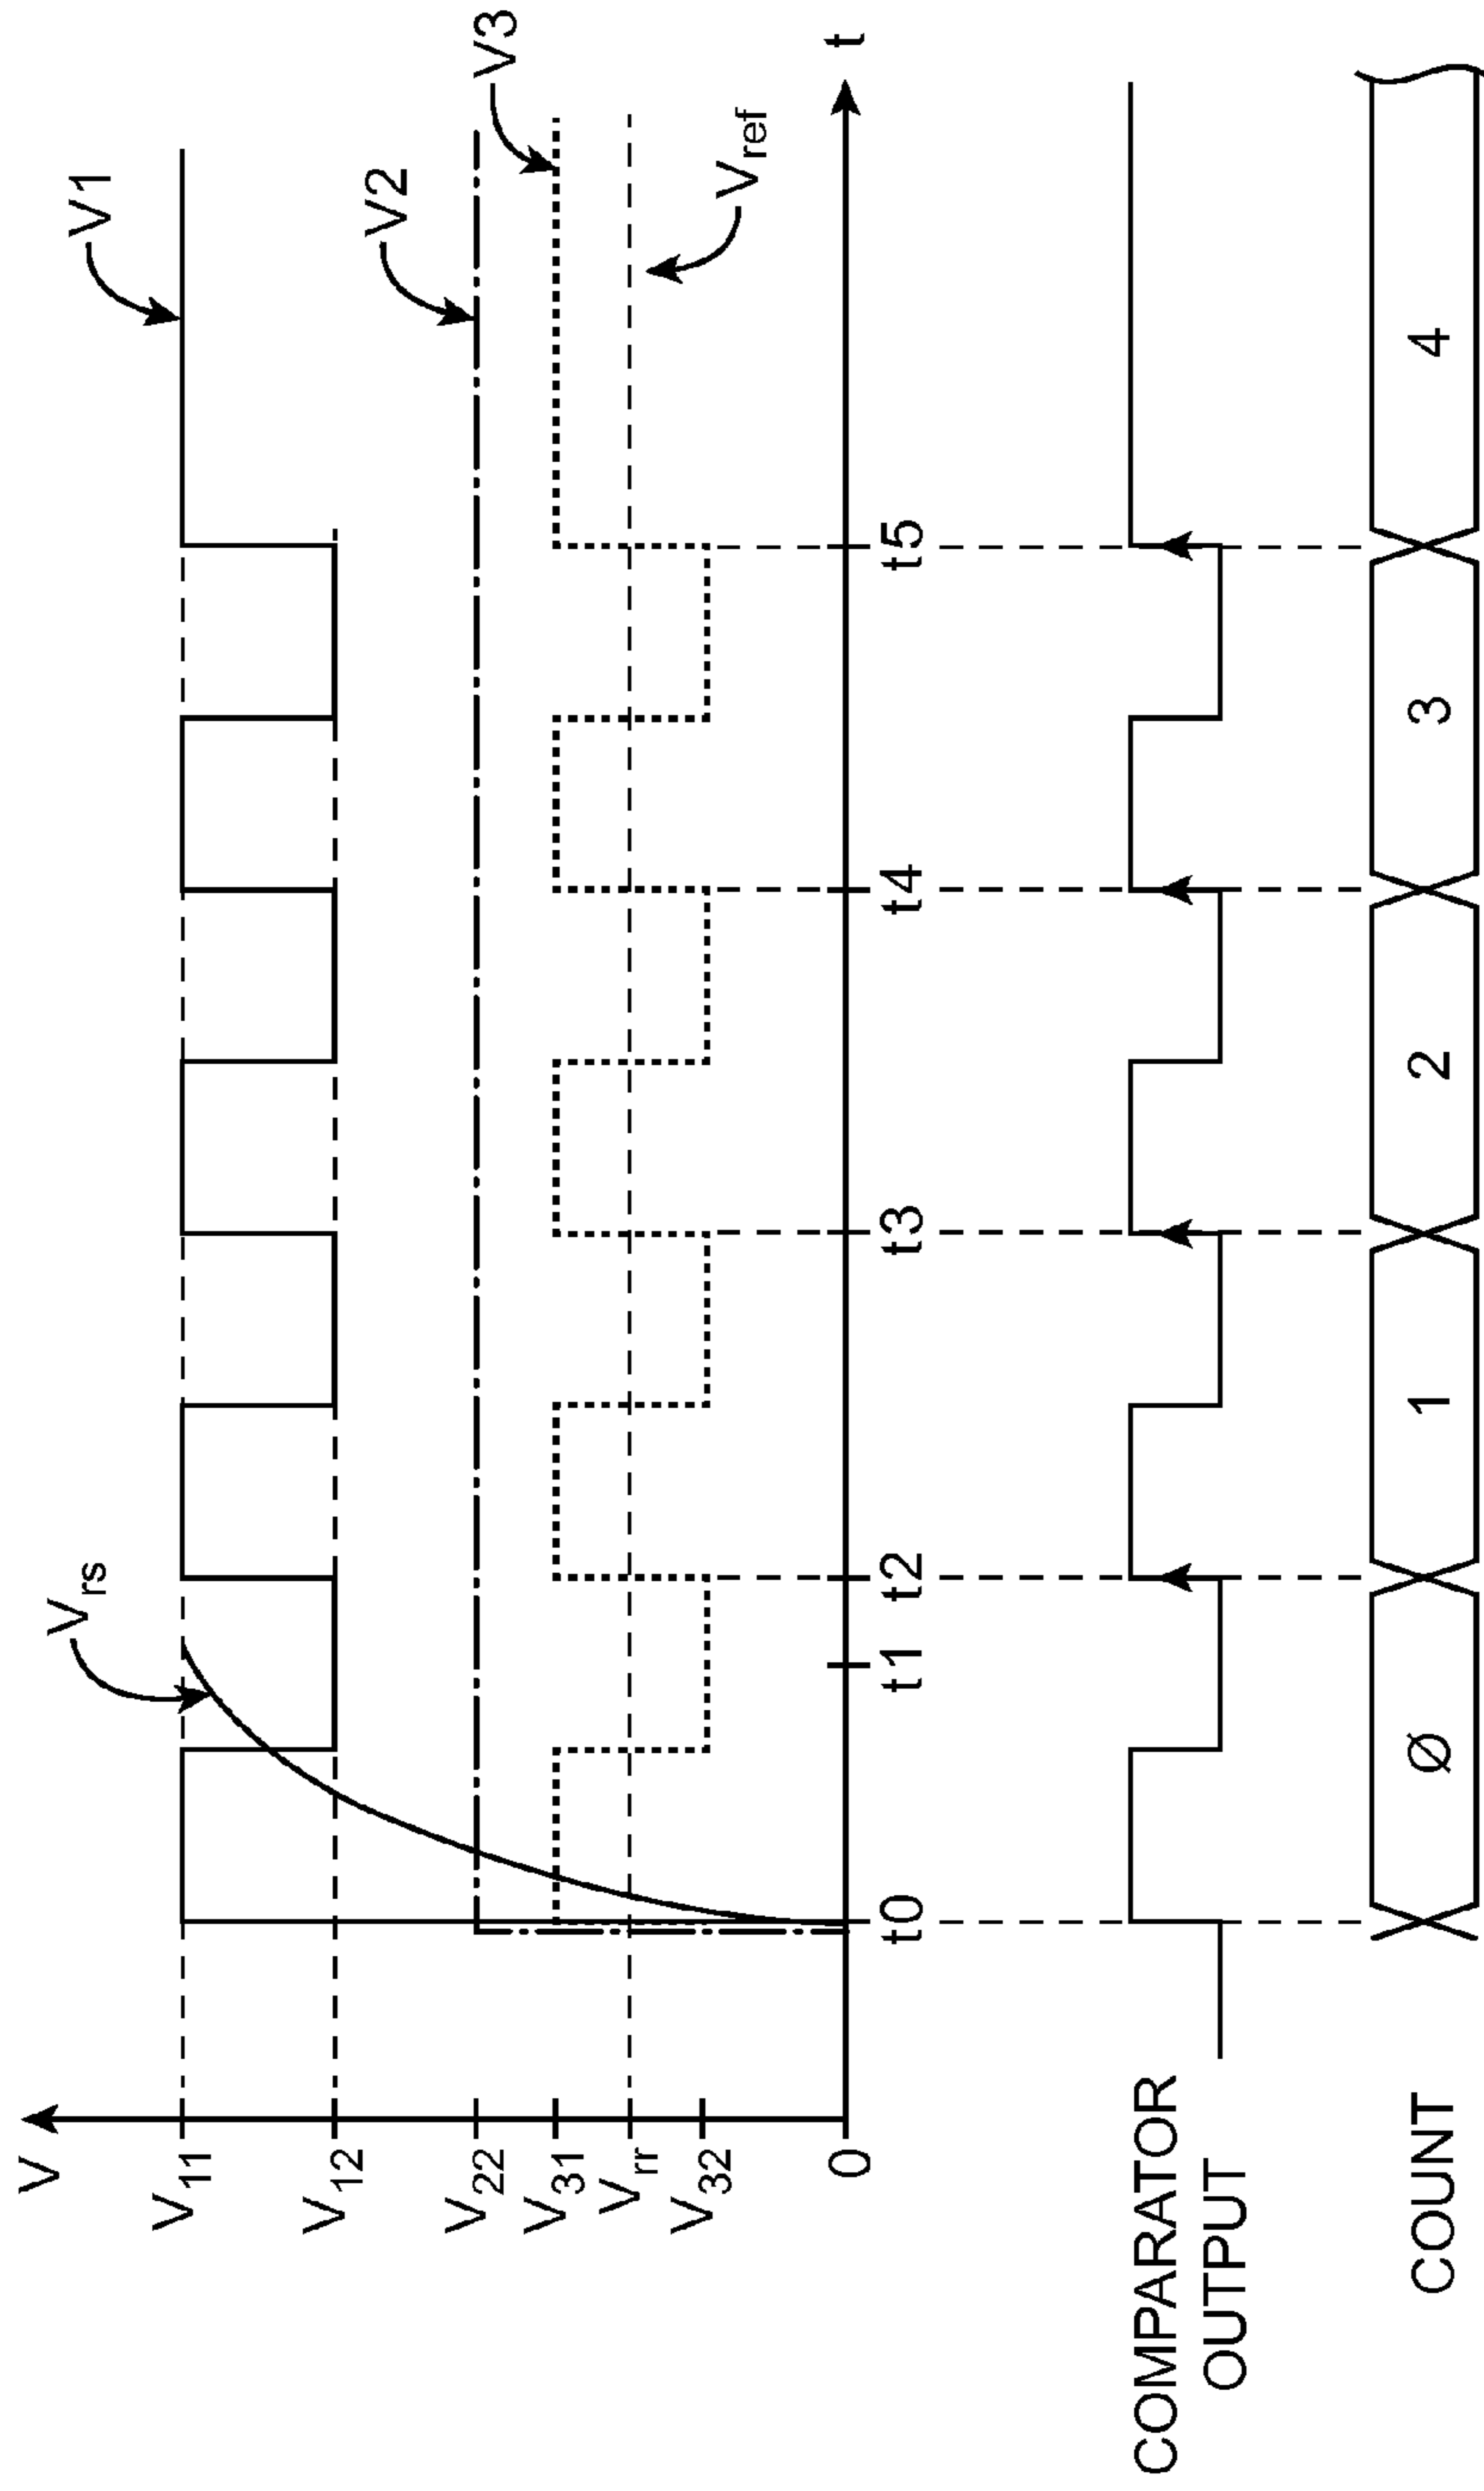 V
V11
V12
V22
V31
Vrr
V32
0
Vrs
V1
V2
V3
Vref
t
t0
t1
t2
t3
t4
t5
COMPARATOR
OUTPUT
COUNT
Ø
1
2
3
4